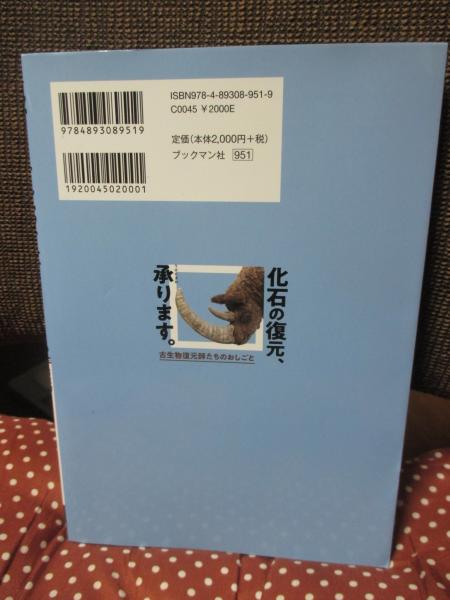 ISBN978-4-89308-951-9
C0045 ¥2000E
9784893089519
定価(本体2,000円+税)
ブックマン社 951
1920045020001
化石の復元、
承ります。
古生物復元師たちのおしごと